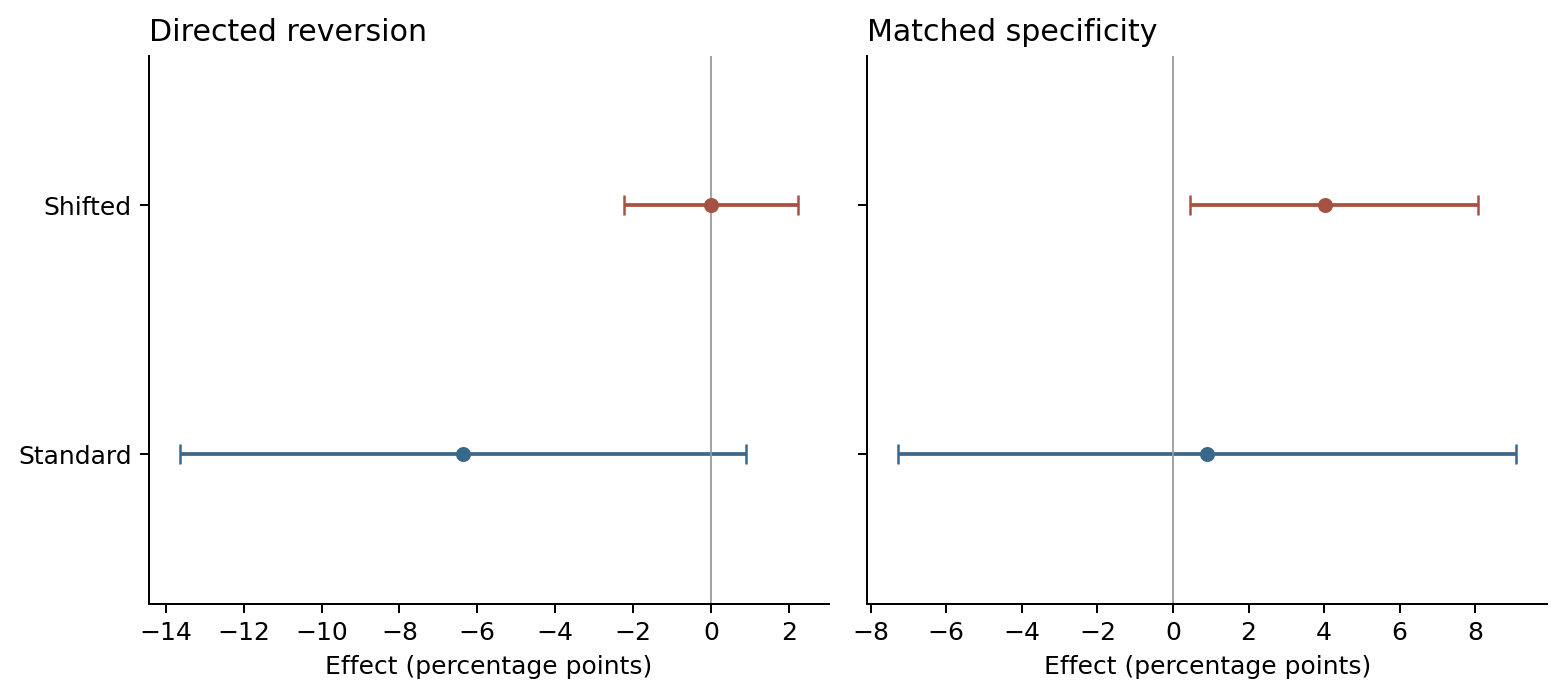 Directed reversion
Matched specificity
Shifted
Standard
−14 −12 −10 −8 −6 −4 −2 0 2
−8 −6 −4 −2 0 2 4 6 8
Effect (percentage points)
Effect (percentage points)